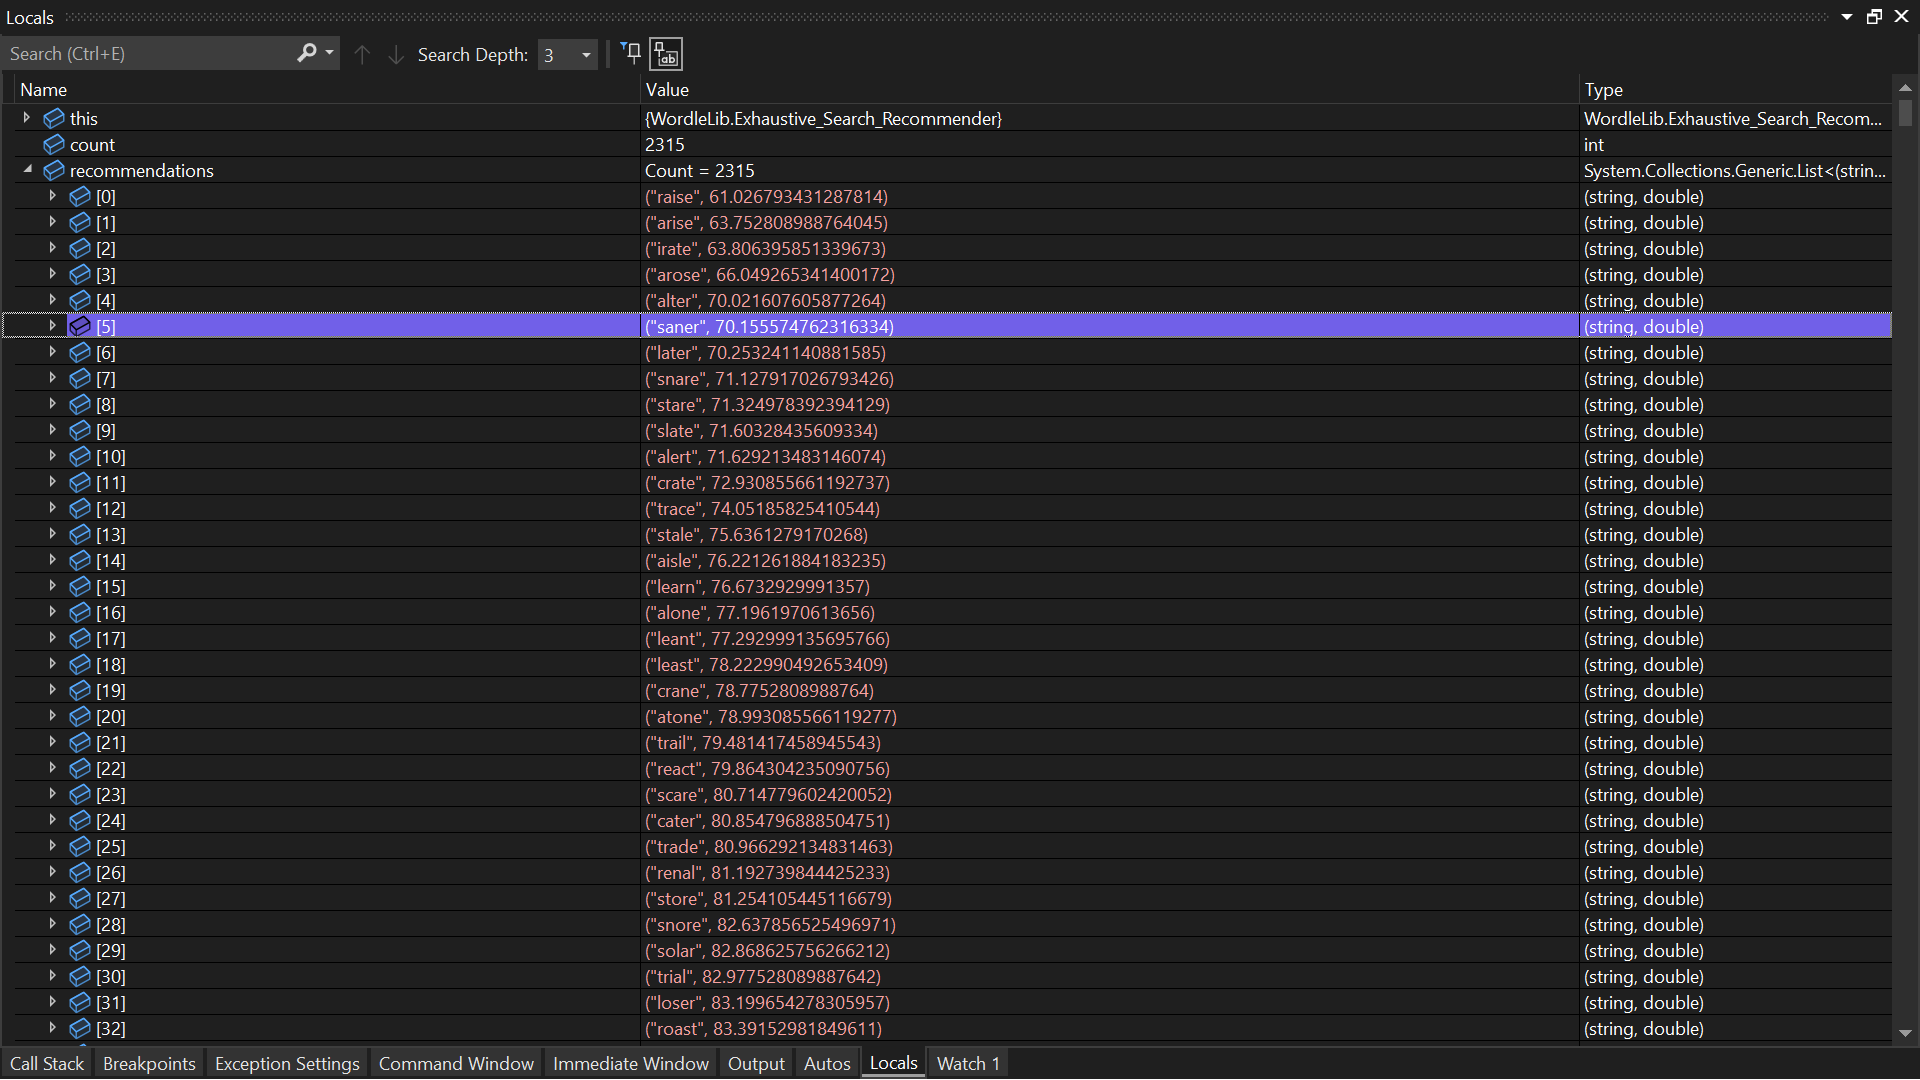 Locals
Search (Ctrl+E) Search Depth: 3
Name Value Type
this {WordleLib.Exhaustive_Search_Recommender} WordleLib.Exhaustive_Search_Recom...
count 2315 int
recommendations Count = 2315 System.Collections.Generic.List<(strin...
[0] ("raise", 61.026793431287814) (string, double)
[1] ("arise", 63.752808988764045) (string, double)
[2] ("irate", 63.806395851339673) (string, double)
[3] ("arose", 66.049265341400172) (string, double)
[4] ("alter", 70.021607605877264) (string, double)
[5] ("saner", 70.155574762316334) (string, double)
[6] ("later", 70.253241140881585) (string, double)
[7] ("snare", 71.127917026793426) (string, double)
[8] ("stare", 71.324978392394129) (string, double)
[9] ("slate", 71.60328435609334) (string, double)
[10] ("alert", 71.629213483146074) (string, double)
[11] ("crate", 72.930855661192737) (string, double)
[12] ("trace", 74.05185825410544) (string, double)
[13] ("stale", 75.6361279170268) (string, double)
[14] ("aisle", 76.221261884183235) (string, double)
[15] ("learn", 76.6732929991357) (string, double)
[16] ("alone", 77.1961970613656) (string, double)
[17] ("leant", 77.292999135695766) (string, double)
[18] ("least", 78.222990492653409) (string, double)
[19] ("crane", 78.7752808988764) (string, double)
[20] ("atone", 78.993085566119277) (string, double)
[21] ("trail", 79.481417458945543) (string, double)
[22] ("react", 79.864304235090756) (string, double)
[23] ("scare", 80.714779602420052) (string, double)
[24] ("cater", 80.854796888504751) (string, double)
[25] ("trade", 80.966292134831463) (string, double)
[26] ("renal", 81.192739844425233) (string, double)
[27] ("store", 81.254105445116679) (string, double)
[28] ("snore", 82.637856525496971) (string, double)
[29] ("solar", 82.868625756266212) (string, double)
[30] ("trial", 82.977528089887642) (string, double)
[31] ("loser", 83.199654278305957) (string, double)
[32] ("roast", 83.39152981849611) (string, double)
Call Stack Breakpoints Exception Settings Command Window Immediate Window Output Autos Locals Watch 1